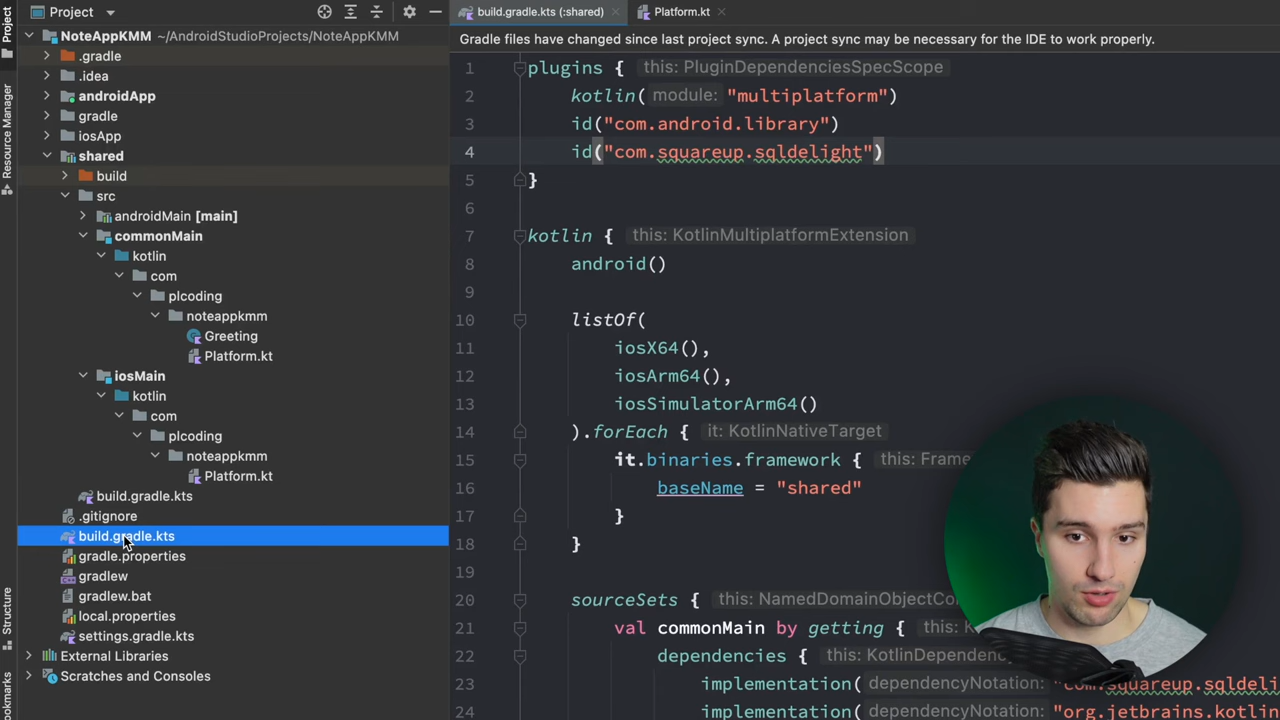 Project
build.gradle.kts (:shared)
Platform.kt
Gradle files have changed since last project sync. A project sync may be necessary for the IDE to work properly.
Project
Resource Manager
Structure
NoteAppKMM ~/AndroidStudioProjects/NoteAppKMM
.gradle
.idea
androidApp
gradle
iosApp
shared
build
src
androidMain [main]
commonMain
kotlin
com
plcoding
noteappkmm
Greeting
Platform.kt
iosMain
kotlin
com
plcoding
noteappkmm
Platform.kt
build.gradle.kts
.gitignore
build.gradle.kts
gradle.properties
gradlew
gradlew.bat
local.properties
settings.gradle.kts
External Libraries
Scratches and Consoles
1 plugins { this: PluginDependenciesSpecScope
2 kotlin( module: "multiplatform")
3 id("com.android.library")
4 id("com.squareup.sqldelight")
5 }
6
7 kotlin { this: KotlinMultiplatformExtension
8 android()
9
10 listOf(
11 iosX64(),
12 iosArm64(),
13 iosSimulatorArm64()
14 ).forEach { it: KotlinNativeTarget
15 it.binaries.framework { this: Frame
16 baseName = "shared"
17 }
18 }
19
20 sourceSets { this: NamedDomainObjectCo
21 val commonMain by getting { this: K
22 dependencies { this: KotlinDependency
23 implementation( dependencyNotation: "com.squareup.sqldeli
24 implementation( dependencyNotation: "org.jetbrains.kotlin